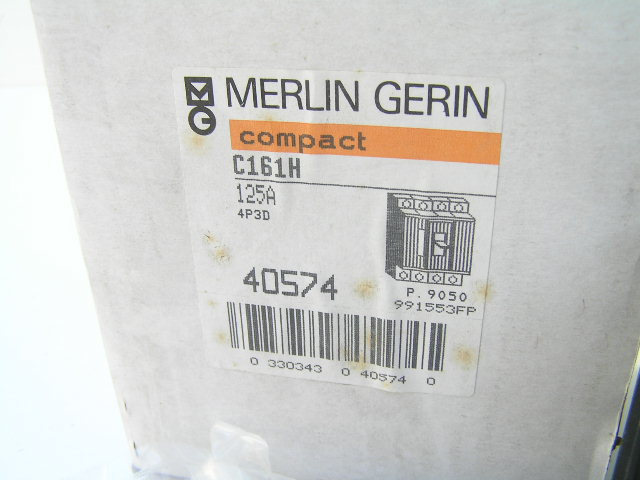 MERLIN GERIN
compact
C161H
125A
4P3D
40574
P. 9050
991553FP
0 330343 0 40574 0